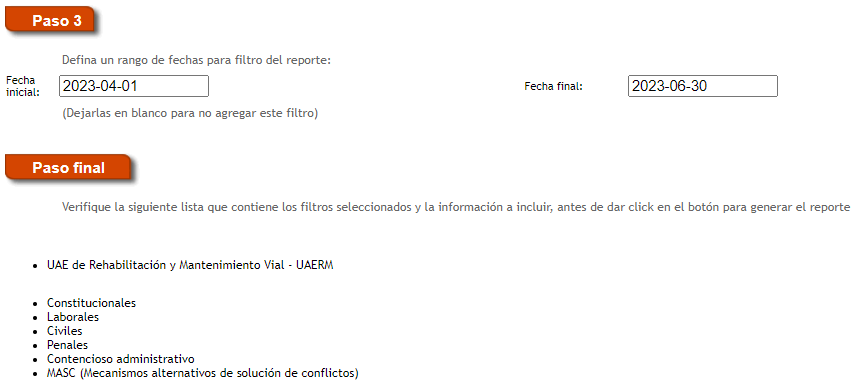 Paso 3
Defina un rango de fechas para filtro del reporte:
Fecha inicial: 2023-04-01 Fecha final: 2023-06-30
(Dejarlas en blanco para no agregar este filtro)
Paso final
Verifique la siguiente lista que contiene los filtros seleccionados y la información a incluir, antes de dar click en el botón para generar el reporte
• UAE de Rehabilitación y Mantenimiento Vial - UAERM
• Constitucionales
• Laborales
• Civiles
• Penales
• Contencioso administrativo
• MASC (Mecanismos alternativos de solución de conflictos)